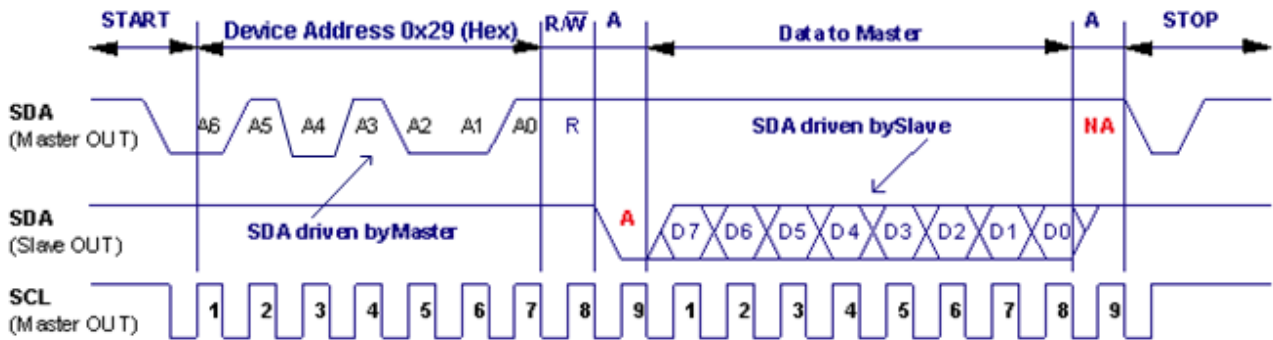 START Device Address 0x29 (Hex) R/W̅ A Data to Master A STOP
SDA A6 A5 A4 A3 A2 A1 A0 R SDA driven bySlave NA
(Master OUT)
SDA SDA driven byMaster A D7 D6 D5 D4 D3 D2 D1 D0
(Slave OUT)
SCL 1 2 3 4 5 6 7 8 9 1 2 3 4 5 6 7 8 9
(Master OUT)